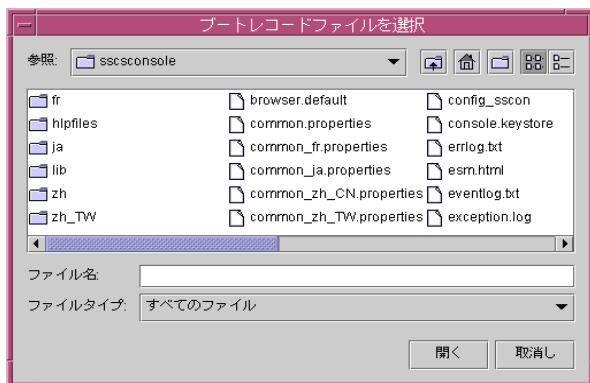 ブートレコードファイルを選択
参照: sscsconsole
fr browser.default config_sscon
hlpfiles common.properties console.keystore
ja common_fr.properties errlog.txt
lib common_ja.properties esm.html
zh common_zh_CN.properties eventlog.txt
zh_TW common_zh_TW.properties exception.log
ファイル名:
ファイルタイプ: すべてのファイル
開く 取消し